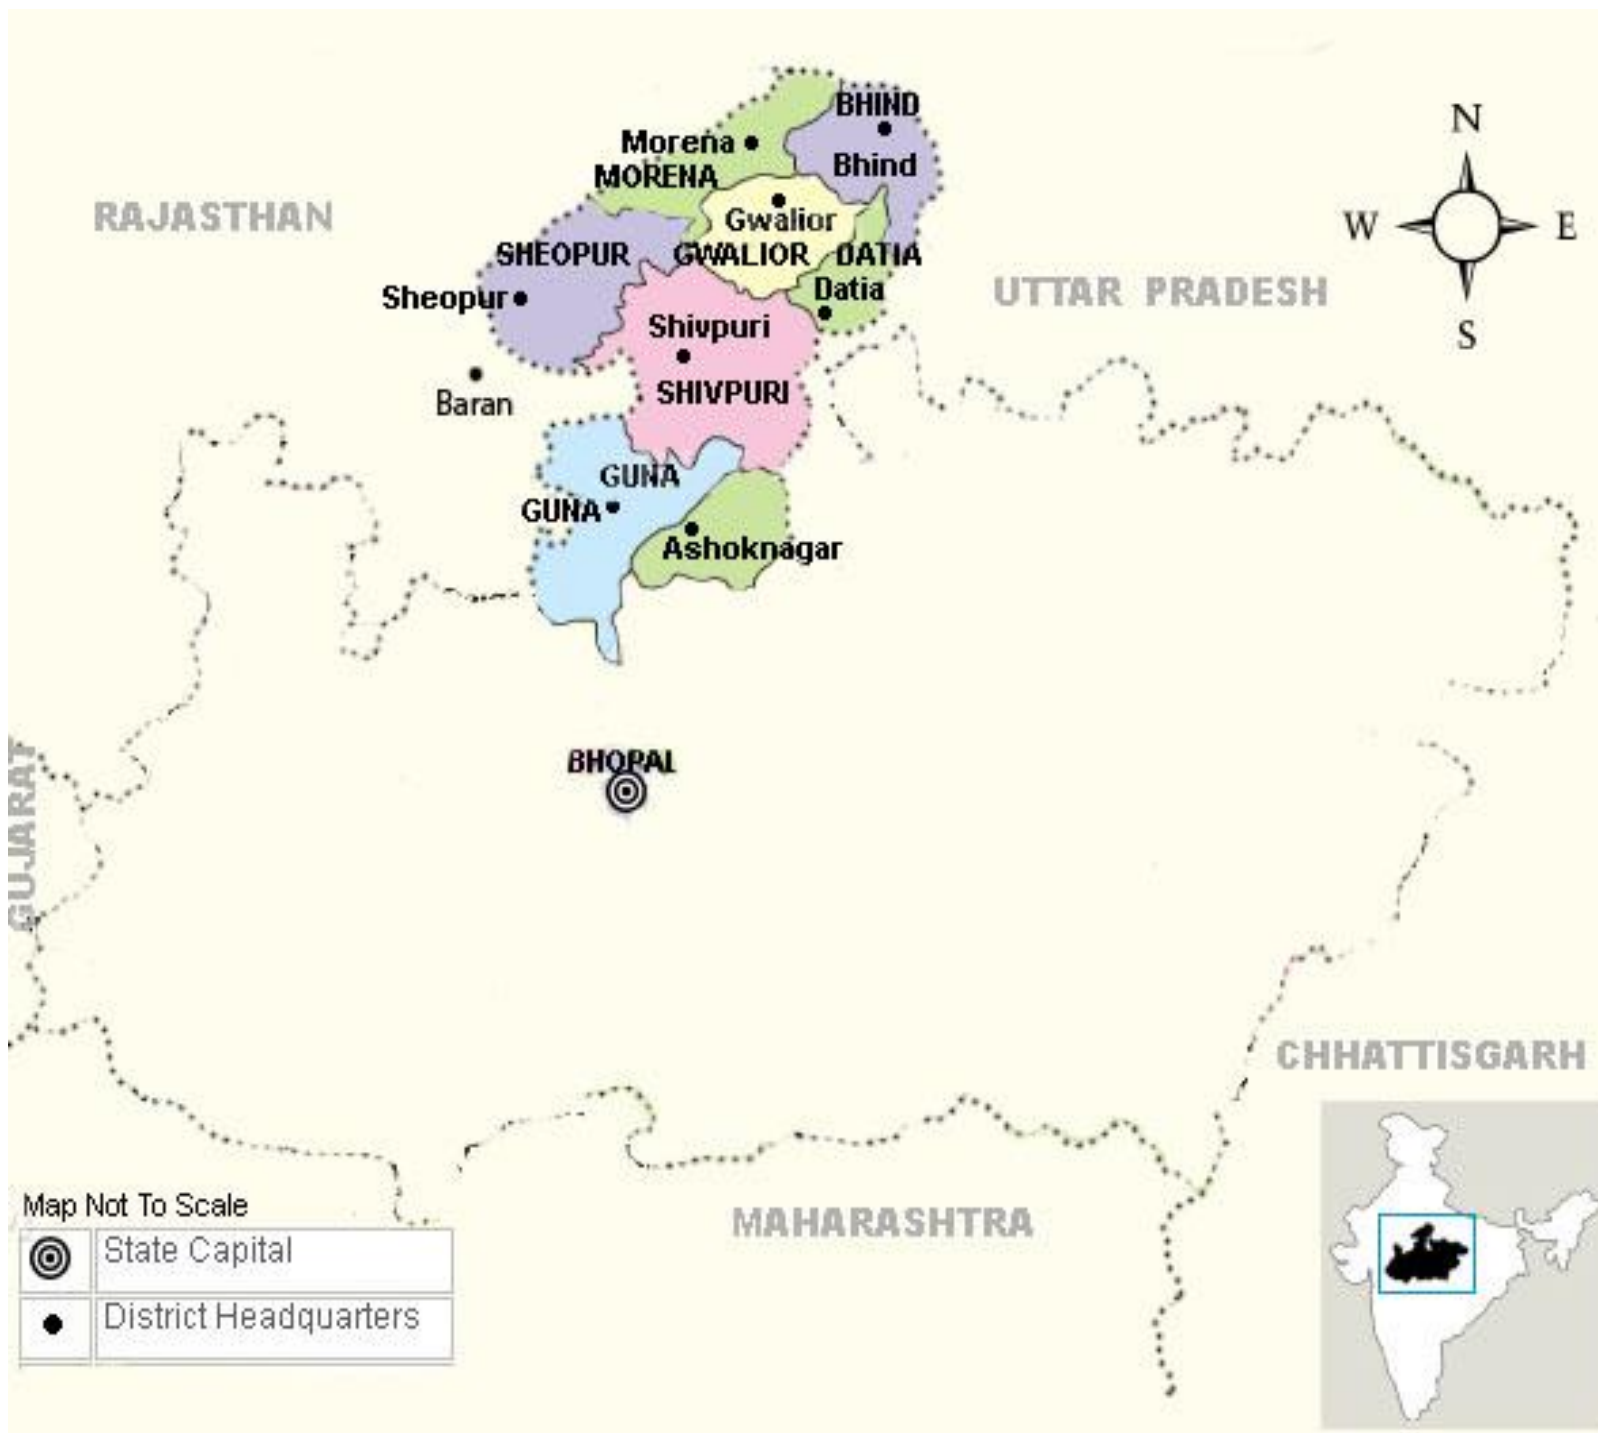 BHIND
N
Morena
Bhind
MORENA
RAJASTHAN
Gwalior
W
E
SHEOPUR
GWALIOR
DATIA
Sheopur
Datia
UTTAR PRADESH
Shivpuri
S
SHIVPURI
Baran
GUNA
GUNA
Ashoknagar
BHOPAL
GUJARAT
CHHATTISGARH
Map Not To Scale
MAHARASHTRA
State Capital
District Headquarters